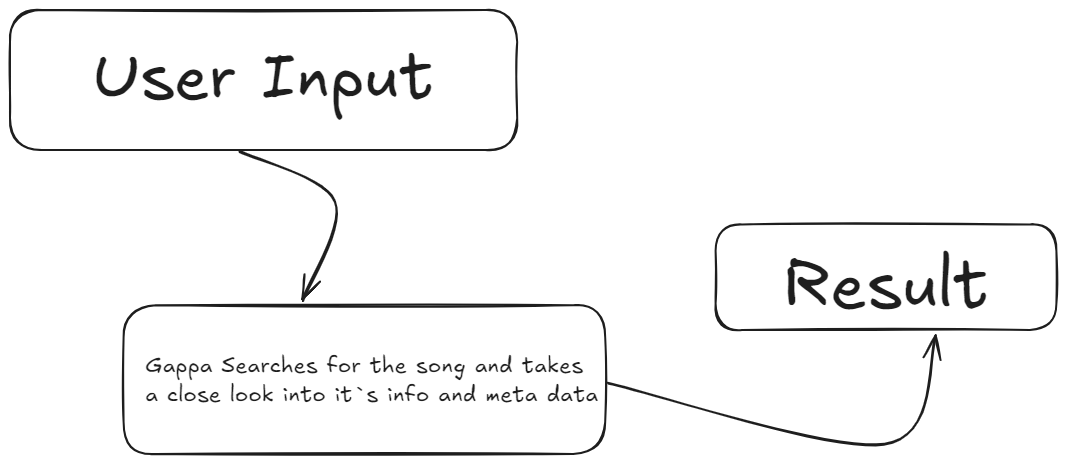 User Input
Result
Gappa Searches for the song and takes
a close look into it`s info and meta data